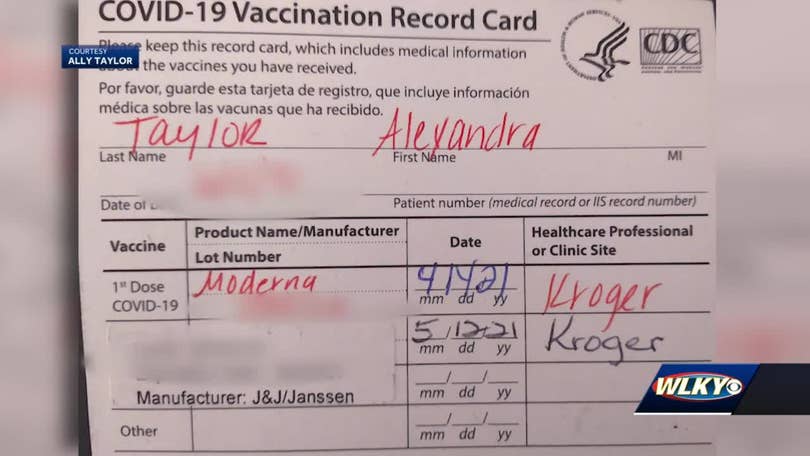 COVID-19 Vaccination Record Card
COURTESY
ALLY TAYLOR
Please keep this record card, which includes medical information
about the vaccines you have received.
Por favor, guarde esta tarjeta de registro, que incluye información
médica sobre las vacunas que ha recibido.
CDC
Taylor Alexandra
Last Name First Name MI
Date of Patient number (medical record or IIS record number)
Vaccine Product Name/Manufacturer Lot Number Date Healthcare Professional or Clinic Site
1st Dose COVID-19 Moderna 4/14/21 Kroger
mm dd yy
5/12/21 Kroger
mm dd yy
Manufacturer: J&J/Janssen
mm dd yy
Other
mm dd yy
WLKY